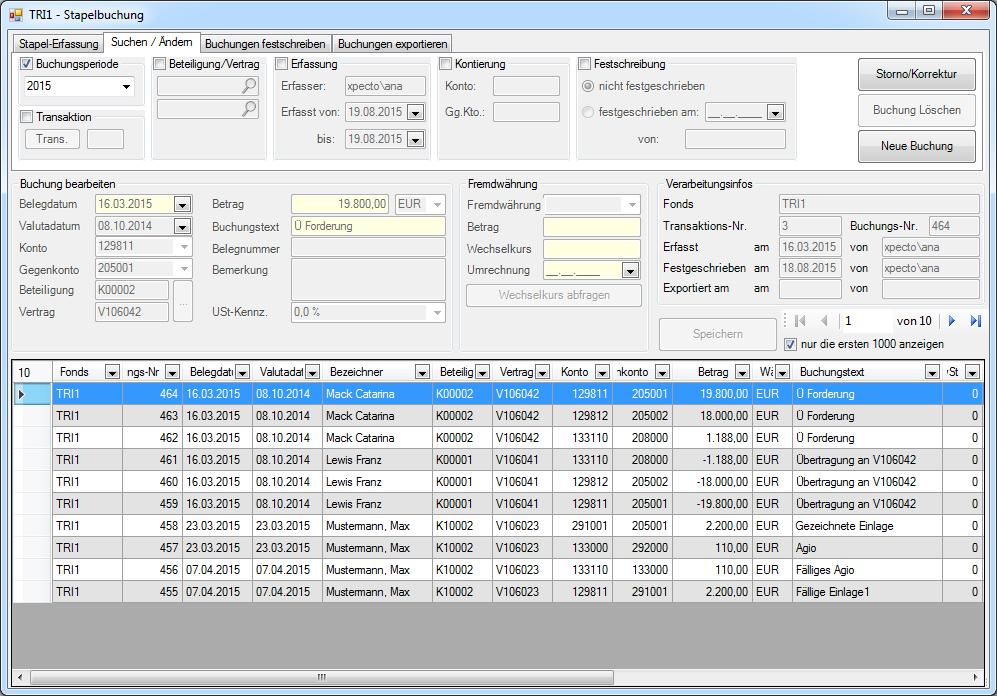 TRI1 - Stapelbuchung
Stapel-Erfassung Suchen / Ändern Buchungen festschreiben Buchungen exportieren
Buchungsperiode Beteiligung/Vertrag Erfassung Kontierung Festschreibung
2015 Erfasser: xpecto\ana Konto: nicht festgeschrieben Storno/Korrektur
Erfasst von: 19.08.2015 Gg.Kto.: festgeschrieben am: __.__.____ Buchung Löschen
Transaktion
Trans. bis: 19.08.2015 von: Neue Buchung
Buchung bearbeiten Fremdwährung Verarbeitungsinfos
Belegdatum 16.03.2015 Betrag 19.800,00 EUR Fremdwährung Fonds TRI1
Valutadatum 08.10.2014 Buchungstext Ü Forderung Betrag Transaktions-Nr. 3 Buchungs-Nr. 464
Konto 129811 Belegnummer Wechselkurs Erfasst am 16.03.2015 von xpecto\ana
Gegenkonto 205001 Bemerkung Umrechnung __.__.____ Festgeschrieben am 18.08.2015 von xpecto\ana
Beteiligung K00002 ... Wechselkurs abfragen Exportiert am am von
Vertrag V106042 USt-Kennz. 0,0 %
1 von 10
Speichern
nur die ersten 1000 anzeigen
10 Fonds ngs-Nr Belegdatu Valutadat Bezeichner Beteilig Vertrag Konto nkonto Betrag Wä Buchungstext St
TRI1 464 16.03.2015 08.10.2014 Mack Catarina K00002 V106042 129811 205001 19.800,00 EUR Ü Forderung 0
TRI1 463 16.03.2015 08.10.2014 Mack Catarina K00002 V106042 129812 205002 18.000,00 EUR Ü Forderung 0
TRI1 462 16.03.2015 08.10.2014 Mack Catarina K00002 V106042 133110 208000 1.188,00 EUR Ü Forderung 0
TRI1 461 16.03.2015 08.10.2014 Lewis Franz K00001 V106041 133110 208000 -1.188,00 EUR Übertragung an V106042 0
TRI1 460 16.03.2015 08.10.2014 Lewis Franz K00001 V106041 129812 205002 -18.000,00 EUR Übertragung an V106042 0
TRI1 459 16.03.2015 08.10.2014 Lewis Franz K00001 V106041 129811 205001 -19.800,00 EUR Übertragung an V106042 0
TRI1 458 23.03.2015 23.03.2015 Mustermann, Max K10002 V106023 291001 205001 2.200,00 EUR Gezeichnete Einlage 0
TRI1 457 23.03.2015 23.03.2015 Mustermann, Max K10002 V106023 133000 292000 110,00 EUR Agio 0
TRI1 456 07.04.2015 07.04.2015 Mustermann, Max K10002 V106023 133110 133000 110,00 EUR Fälliges Agio 0
TRI1 455 07.04.2015 07.04.2015 Mustermann, Max K10002 V106023 129811 291001 2.200,00 EUR Fällige Einlage1 0